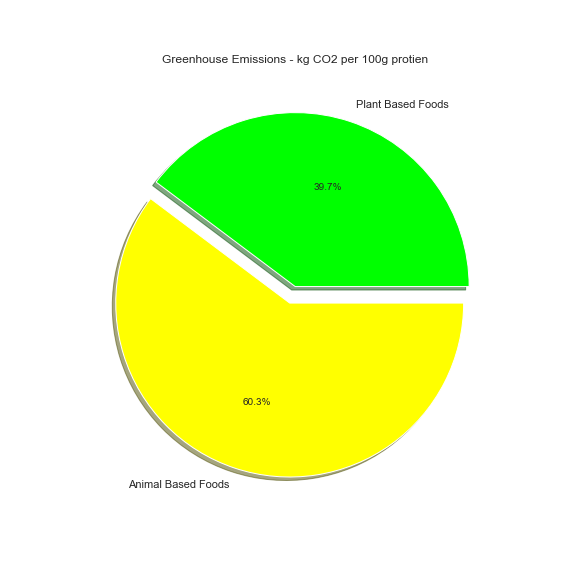 Greenhouse Emissions - kg CO2 per 100g protien
Plant Based Foods
39.7%
60.3%
Animal Based Foods